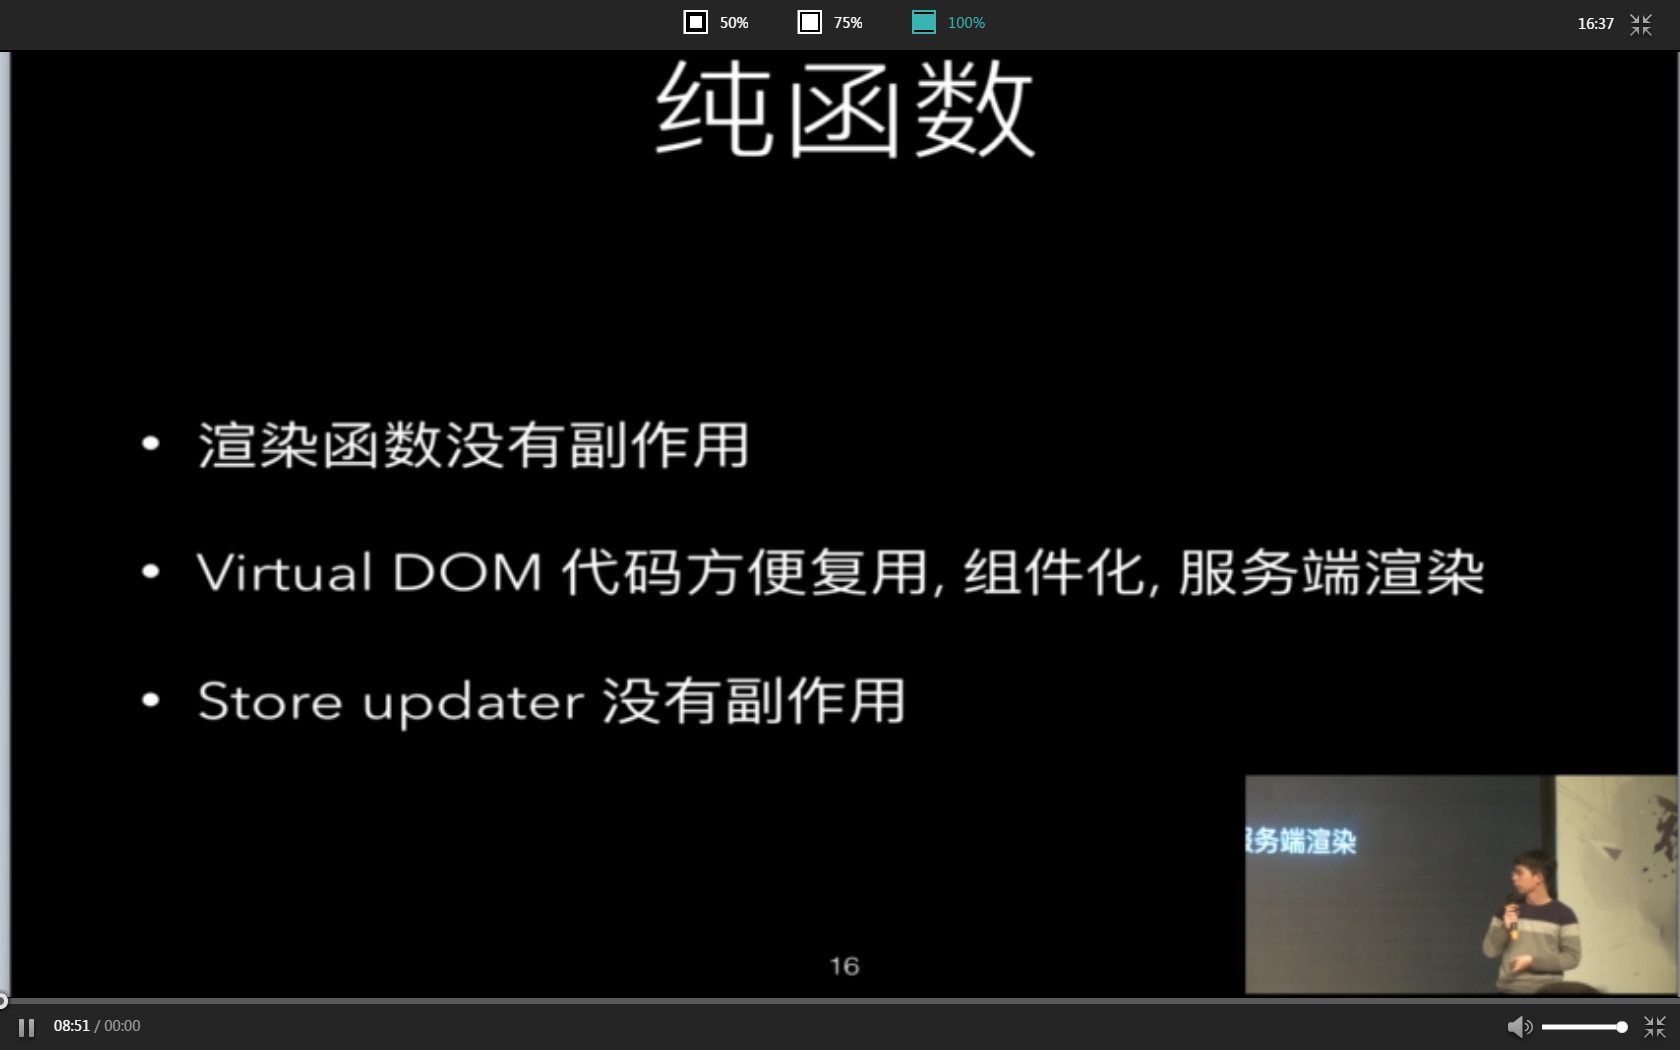 50% 75% 100% 16:37
纯函数
• 渲染函数没有副作用
• Virtual DOM 代码方便复用, 组件化, 服务端渲染
• Store updater 没有副作用
务端渲染
16
08:51 / 00:00